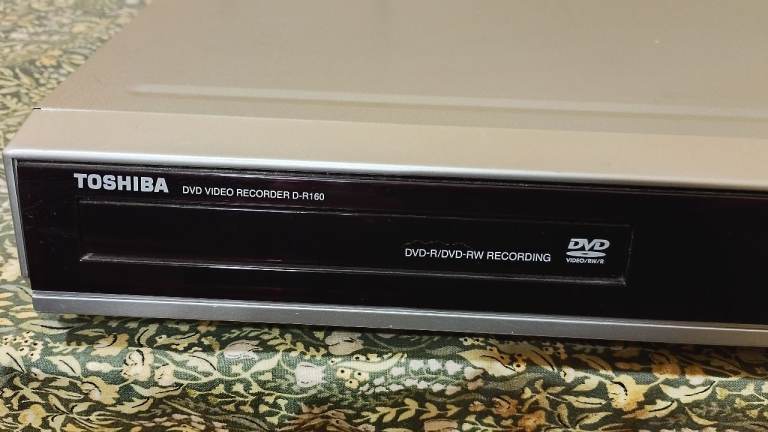 TOSHIBA DVD VIDEO RECORDER D-R160
DVD-R/DVD-RW RECORDING
DVD
VIDEO/RW/R